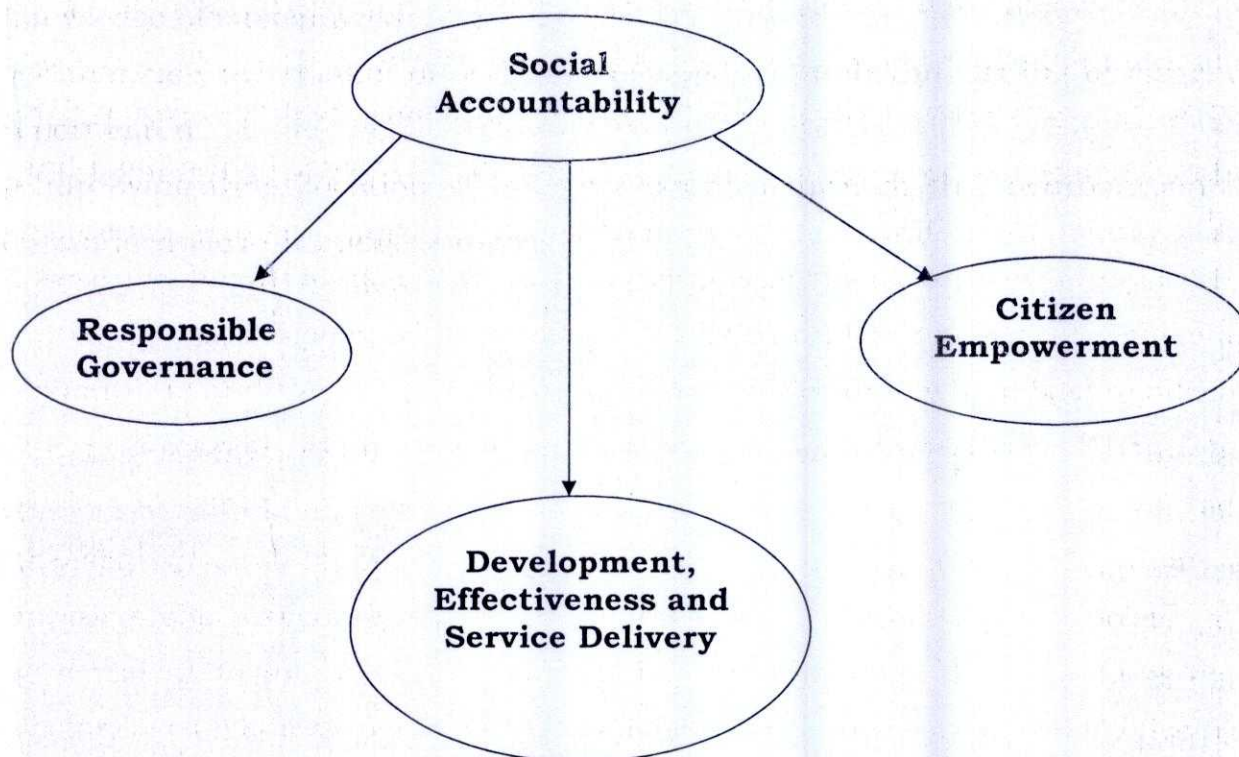 Social
Accountability
Responsible
Governance
Citizen
Empowerment
Development,
Effectiveness and
Service Delivery